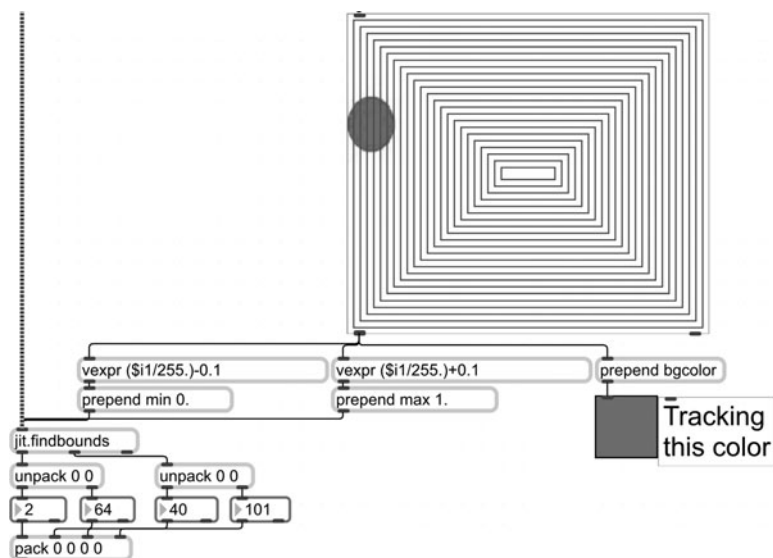 vexpr ($i1/255.)-0.1
vexpr ($i1/255.)+0.1
prepend bgcolor
prepend min 0.
prepend max 1.
Tracking
this color
jit.findbounds
unpack 0 0
unpack 0 0
2
64
40
101
pack 0 0 0 0